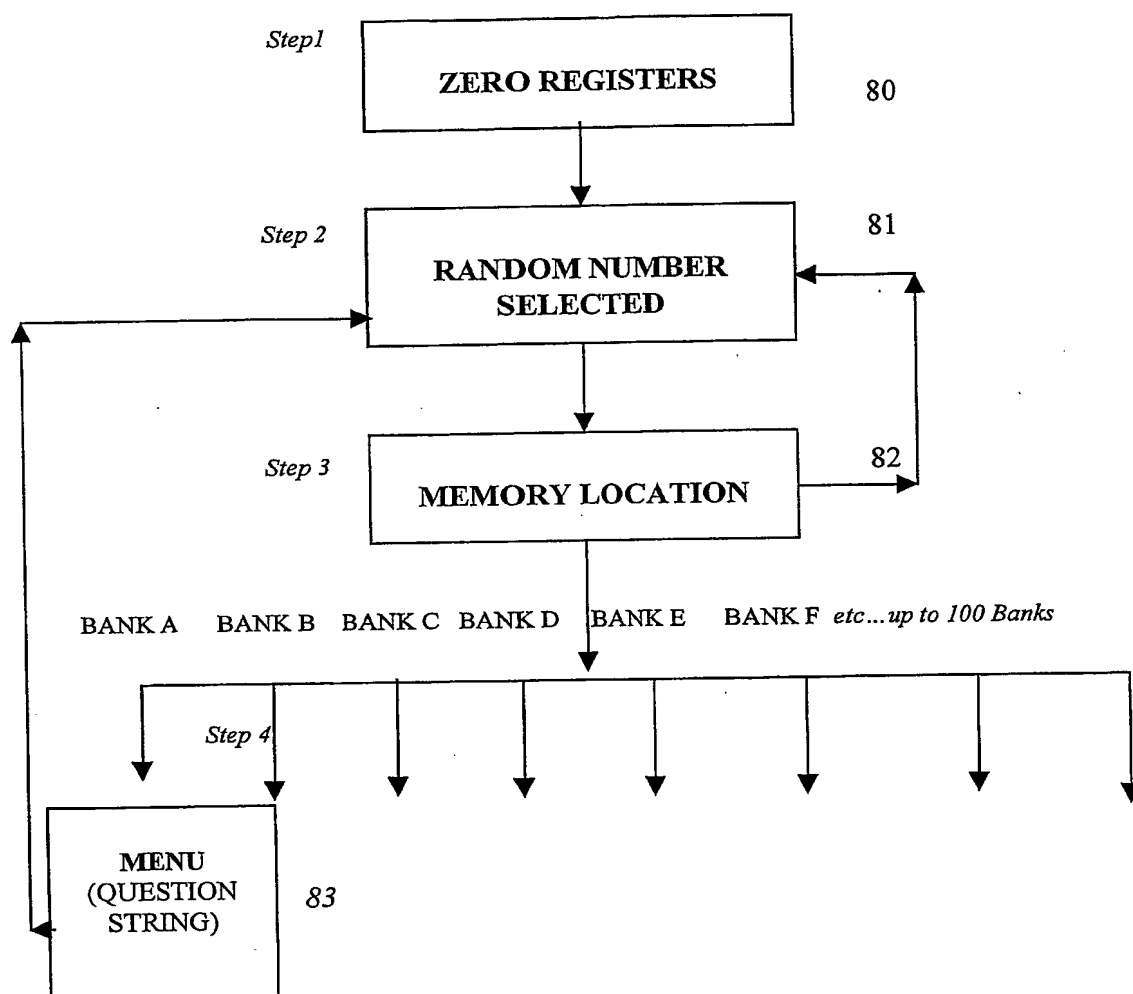 Step1
ZERO REGISTERS
80
Step 2
81
RANDOM NUMBER
SELECTED
Step 3
82
MEMORY LOCATION
BANK A BANK B BANK C BANK D BANK E BANK F etc...up to 100 Banks
Step 4
MENU
(QUESTION
STRING)
83